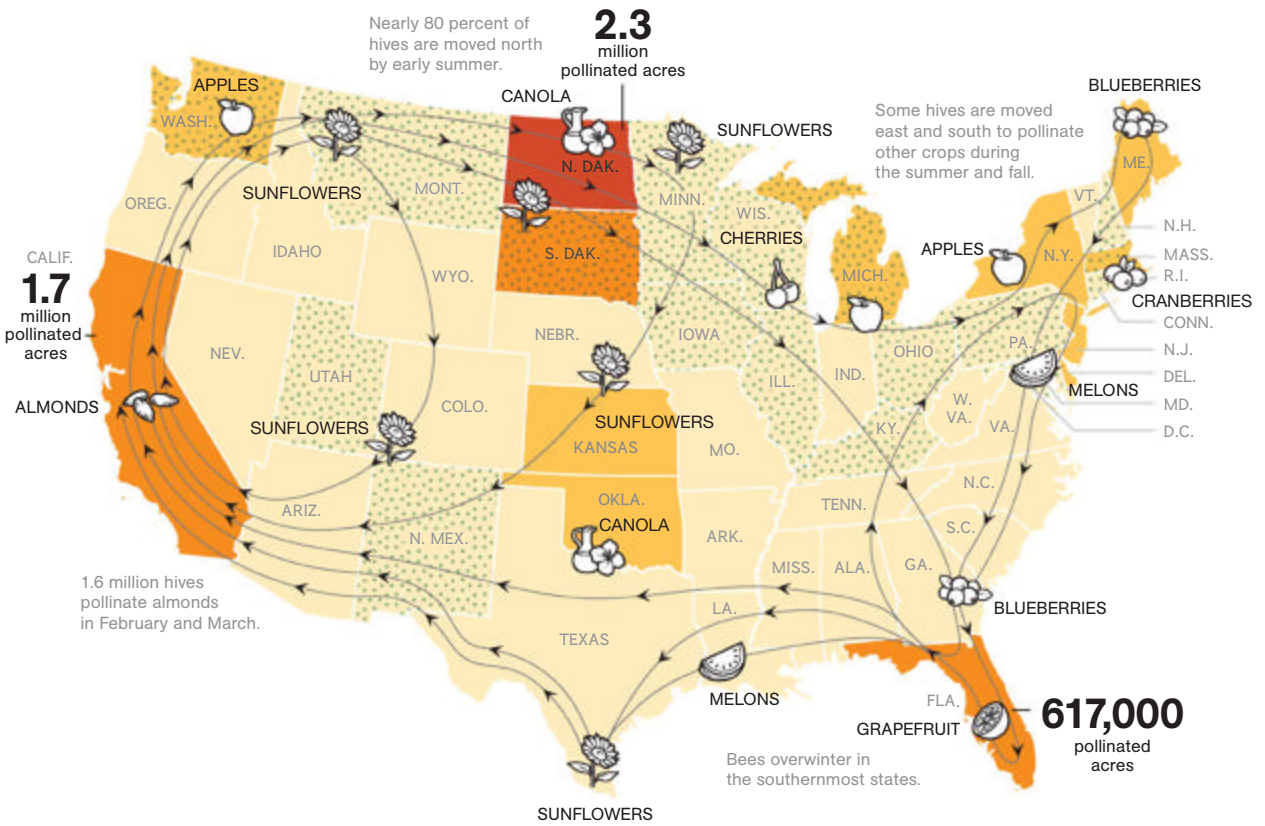 Nearly 80 percent of
hives are moved north
by early summer.
2.3
million
pollinated acres
CANOLA
APPLES
WASH.
SUNFLOWERS
BLUEBERRIES
Some hives are moved
east and south to pollinate
other crops during
the summer and fall.
N. DAK.
ME.
SUNFLOWERS
MONT.
MINN.
WIS.
VT.
OREG.
CHERRIES
N.H.
IDAHO
S. DAK.
APPLES
N.Y.
MASS.
CALIF.
1.7
million
pollinated
acres
WYO.
MICH.
R.I.
CRANBERRIES
CONN.
NEV.
NEBR.
IOWA
OHIO
PA.
N.J.
UTAH
ILL.
IND.
DEL.
MELONS
ALMONDS
COLO.
W.
VA.
MD.
SUNFLOWERS
SUNFLOWERS
KANSAS
MO.
KY.
VA.
D.C.
ARIZ.
OKLA.
TENN.
N.C.
CANOLA
N. MEX.
ARK.
S.C.
MISS.
ALA.
GA.
1.6 million hives
pollinate almonds
in February and March.
LA.
BLUEBERRIES
TEXAS
MELONS
FLA.
GRAPEFRUIT
617,000
pollinated
acres
Bees overwinter in
the southernmost states.
SUNFLOWERS